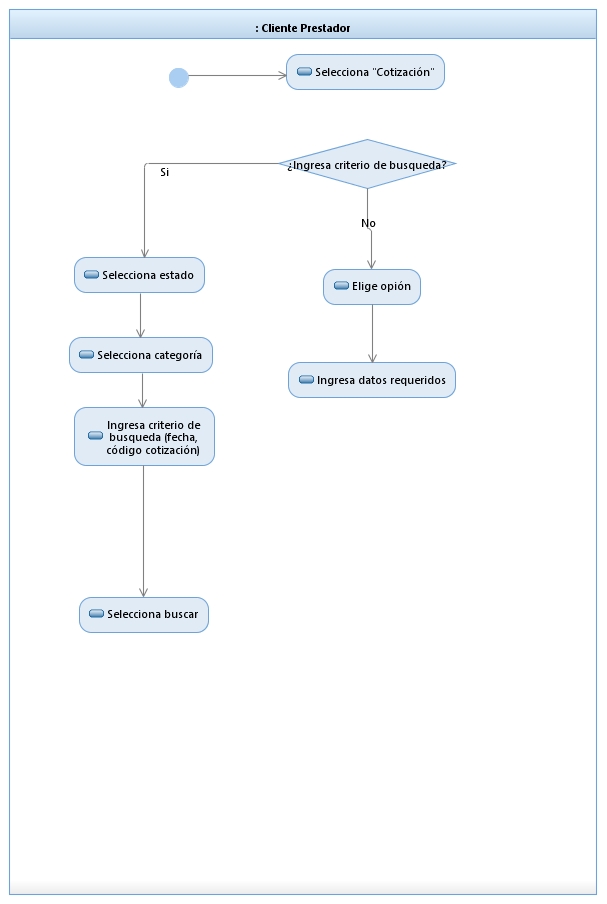 : Cliente Prestador
Selecciona "Cotización"
¿Ingresa criterio de busqueda?
Si
No
Selecciona estado
Elige opión
Selecciona categoría
Ingresa datos requeridos
Ingresa criterio de
busqueda (fecha,
código cotización)
Selecciona buscar